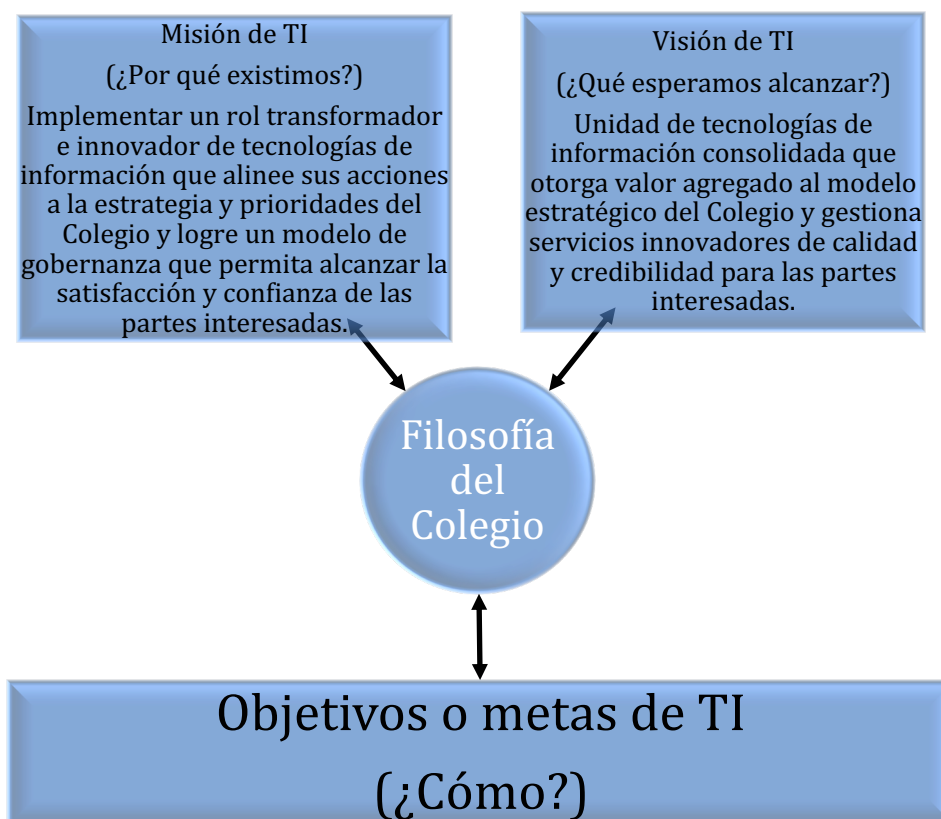 Misión de TI
(¿Por qué existimos?)
Implementar un rol transformador
e innovador de tecnologías de
información que alinee sus acciones
a la estrategia y prioridades del
Colegio y logre un modelo de
gobernanza que permita alcanzar la
satisfacción y confianza de las
partes interesadas.
Visión de TI
(¿Qué esperamos alcanzar?)
Unidad de tecnologías de
información consolidada que
otorga valor agregado al modelo
estratégico del Colegio y gestiona
servicios innovadores de calidad
y credibilidad para las partes
interesadas.
Filosofía
del
Colegio
Objetivos o metas de TI
(¿Cómo?)